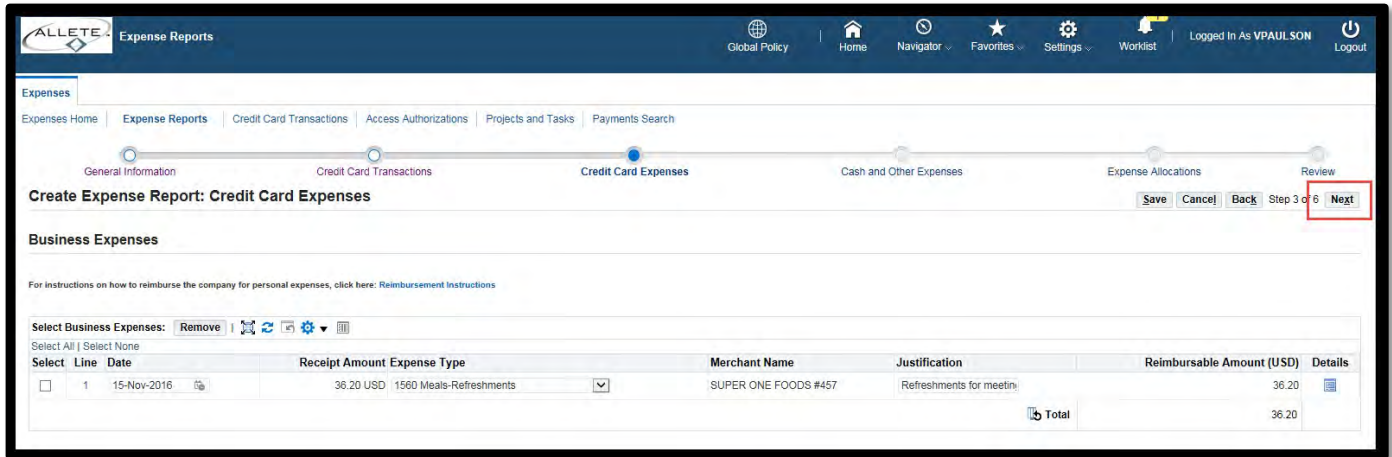 ALLETE Expense Reports
Global Policy Home Navigator Favorites Settings Worklist Logged In As VPAULSON Logout
Expenses
Expenses Home Expense Reports Credit Card Transactions Access Authorizations Projects and Tasks Payments Search
General Information Credit Card Transactions Credit Card Expenses Cash and Other Expenses Expense Allocations Review
Create Expense Report: Credit Card Expenses Save Cancel Back Step 3 of 6 Next
Business Expenses
For instructions on how to reimburse the company for personal expenses, click here: Reimbursement Instructions
Select Business Expenses: Remove
Select All | Select None
Select Line Date Receipt Amount Expense Type Merchant Name Justification Reimbursable Amount (USD) Details
1 15-Nov-2016 36.20 USD 1560 Meals-Refreshments SUPER ONE FOODS #457 Refreshments for meetin 36.20
Total 36.20